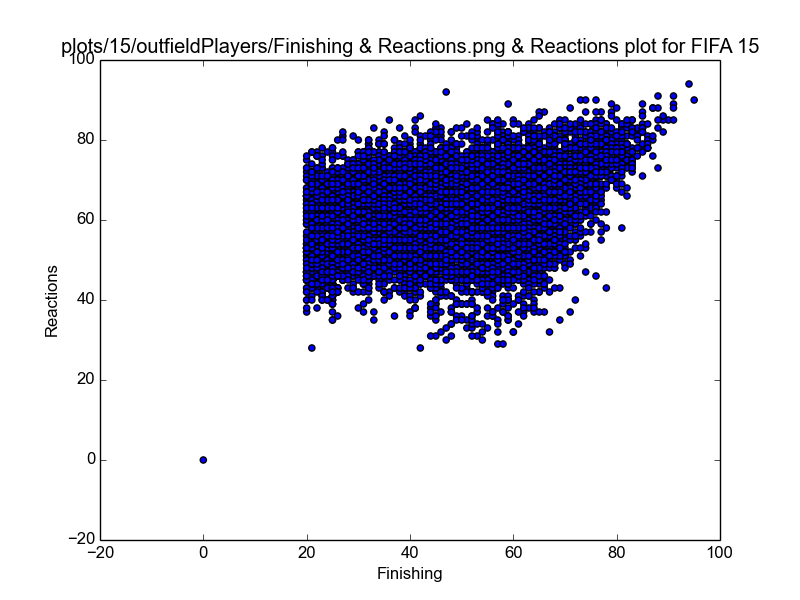 plots/15/outfieldPlayers/Finishing & Reactions.png & Reactions plot for FIFA 15
100
80
60
40
20
0
−20
Reactions
−20 0 20 40 60 80 100
Finishing